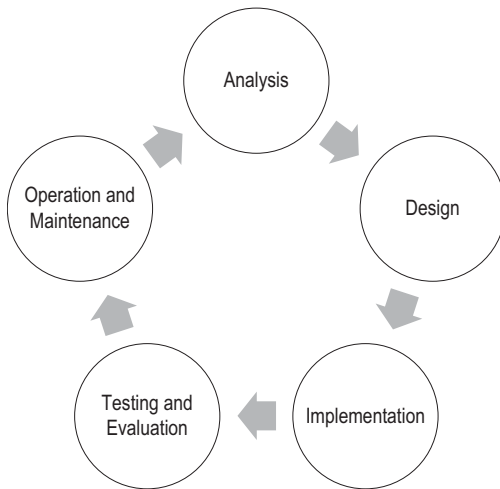 Analysis
Design
Implementation
Testing and
Evaluation
Operation and
Maintenance